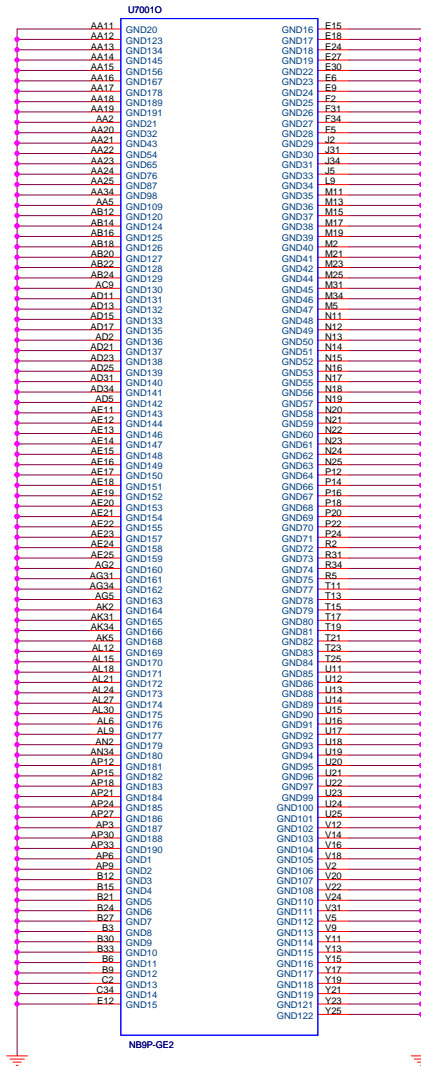 U7001O
AA11 GND20
AA12 GND123
AA13 GND134
AA14 GND145
AA15 GND156
AA16 GND167
AA17 GND178
AA18 GND189
AA19 GND191
AA2 GND21
AA20 GND32
AA21 GND43
AA22 GND54
AA23 GND65
AA24 GND76
AA25 GND87
AA34 GND98
AA5 GND109
AB12 GND120
AB14 GND124
AB16 GND125
AB18 GND126
AB20 GND127
AB22 GND128
AB24 GND129
AC9 GND130
AD11 GND131
AD13 GND132
AD15 GND133
AD17 GND135
AD2 GND136
AD21 GND137
AD23 GND138
AD25 GND139
AD31 GND140
AD34 GND141
AD5 GND142
AE11 GND143
AE12 GND144
AE13 GND146
AE14 GND147
AE15 GND148
AE16 GND149
AE17 GND150
AE18 GND151
AE19 GND152
AE20 GND153
AE21 GND154
AE22 GND155
AE23 GND157
AE24 GND158
AE25 GND159
AG2 GND160
AG31 GND161
AG34 GND162
AG5 GND163
AK2 GND164
AK31 GND165
AK34 GND166
AK5 GND168
AL12 GND169
AL15 GND170
AL18 GND171
AL21 GND172
AL24 GND173
AL27 GND174
AL30 GND175
AL6 GND176
AL9 GND177
AN2 GND179
AN34 GND180
AP12 GND181
AP15 GND182
AP18 GND183
AP21 GND184
AP24 GND185
AP27 GND186
AP3 GND187
AP30 GND188
AP33 GND190
AP6 GND1
AP9 GND2
B12 GND3
B15 GND4
B21 GND5
B24 GND6
B27 GND7
B3 GND8
B30 GND9
B33 GND10
B6 GND11
B9 GND12
C2 GND13
C34 GND14
E12 GND15
GND16 E15
GND17 E18
GND18 E24
GND19 E27
GND22 E30
GND23 E6
GND24 E9
GND25 F2
GND26 F31
GND27 F34
GND28 F5
GND29 J2
GND30 J31
GND31 J34
GND33 J5
GND34 L9
GND35 M11
GND36 M13
GND37 M15
GND38 M17
GND39 M19
GND40 M2
GND41 M21
GND42 M23
GND44 M25
GND45 M31
GND46 M34
GND47 M5
GND48 N11
GND49 N12
GND50 N13
GND51 N14
GND52 N15
GND53 N16
GND55 N17
GND56 N18
GND57 N19
GND58 N20
GND59 N21
GND60 N22
GND61 N23
GND62 N24
GND63 N25
GND64 P12
GND66 P14
GND67 P16
GND68 P18
GND69 P20
GND70 P22
GND71 P24
GND72 R2
GND73 R31
GND74 R34
GND75 R5
GND77 T11
GND78 T13
GND79 T15
GND80 T17
GND81 T19
GND82 T21
GND83 T23
GND84 T25
GND85 U11
GND86 U12
GND88 U13
GND89 U14
GND90 U15
GND91 U16
GND92 U17
GND93 U18
GND94 U19
GND95 U20
GND96 U21
GND97 U22
GND99 U23
GND100 U24
GND101 U25
GND102 V12
GND103 V14
GND104 V16
GND105 V18
GND106 V2
GND107 V20
GND108 V22
GND110 V24
GND111 V31
GND112 V5
GND113 V9
GND114 Y11
GND115 Y13
GND116 Y15
GND117 Y17
GND118 Y19
GND119 Y21
GND121 Y23
GND122 Y25
NB9P-GE2